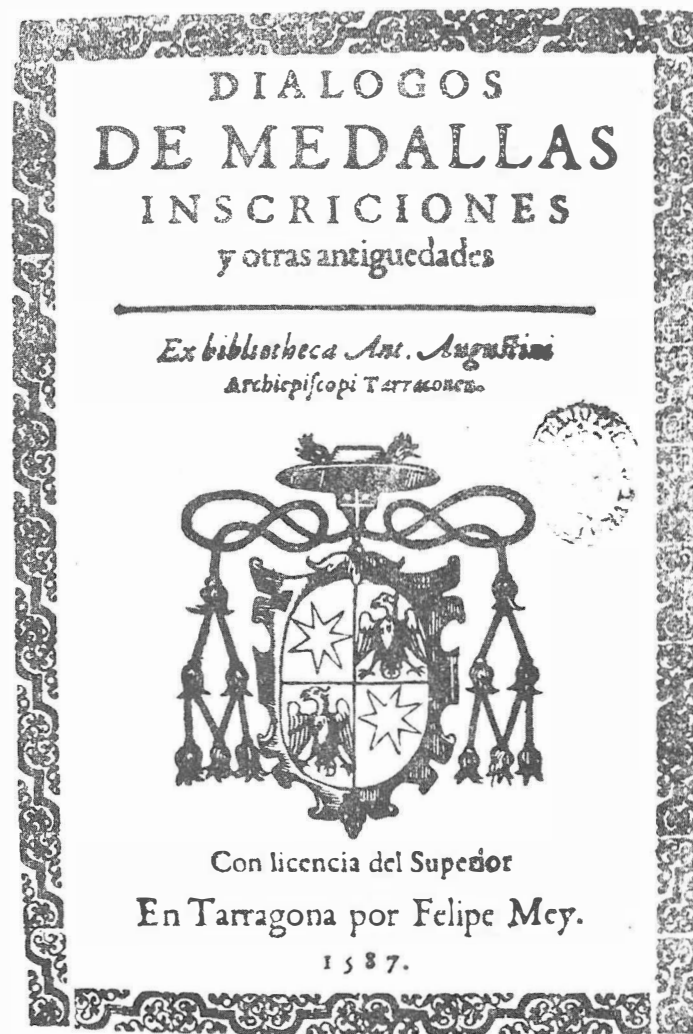 DIALOGOS
DE MEDALLAS
INSCRICIONES
y otras antiguedades
Ex bibliotheca Ant. Auguſtini
Archiepiſcopi Tarraconen.
Con licencia del Superior
En Tarragona por Felipe Mey.
1587.